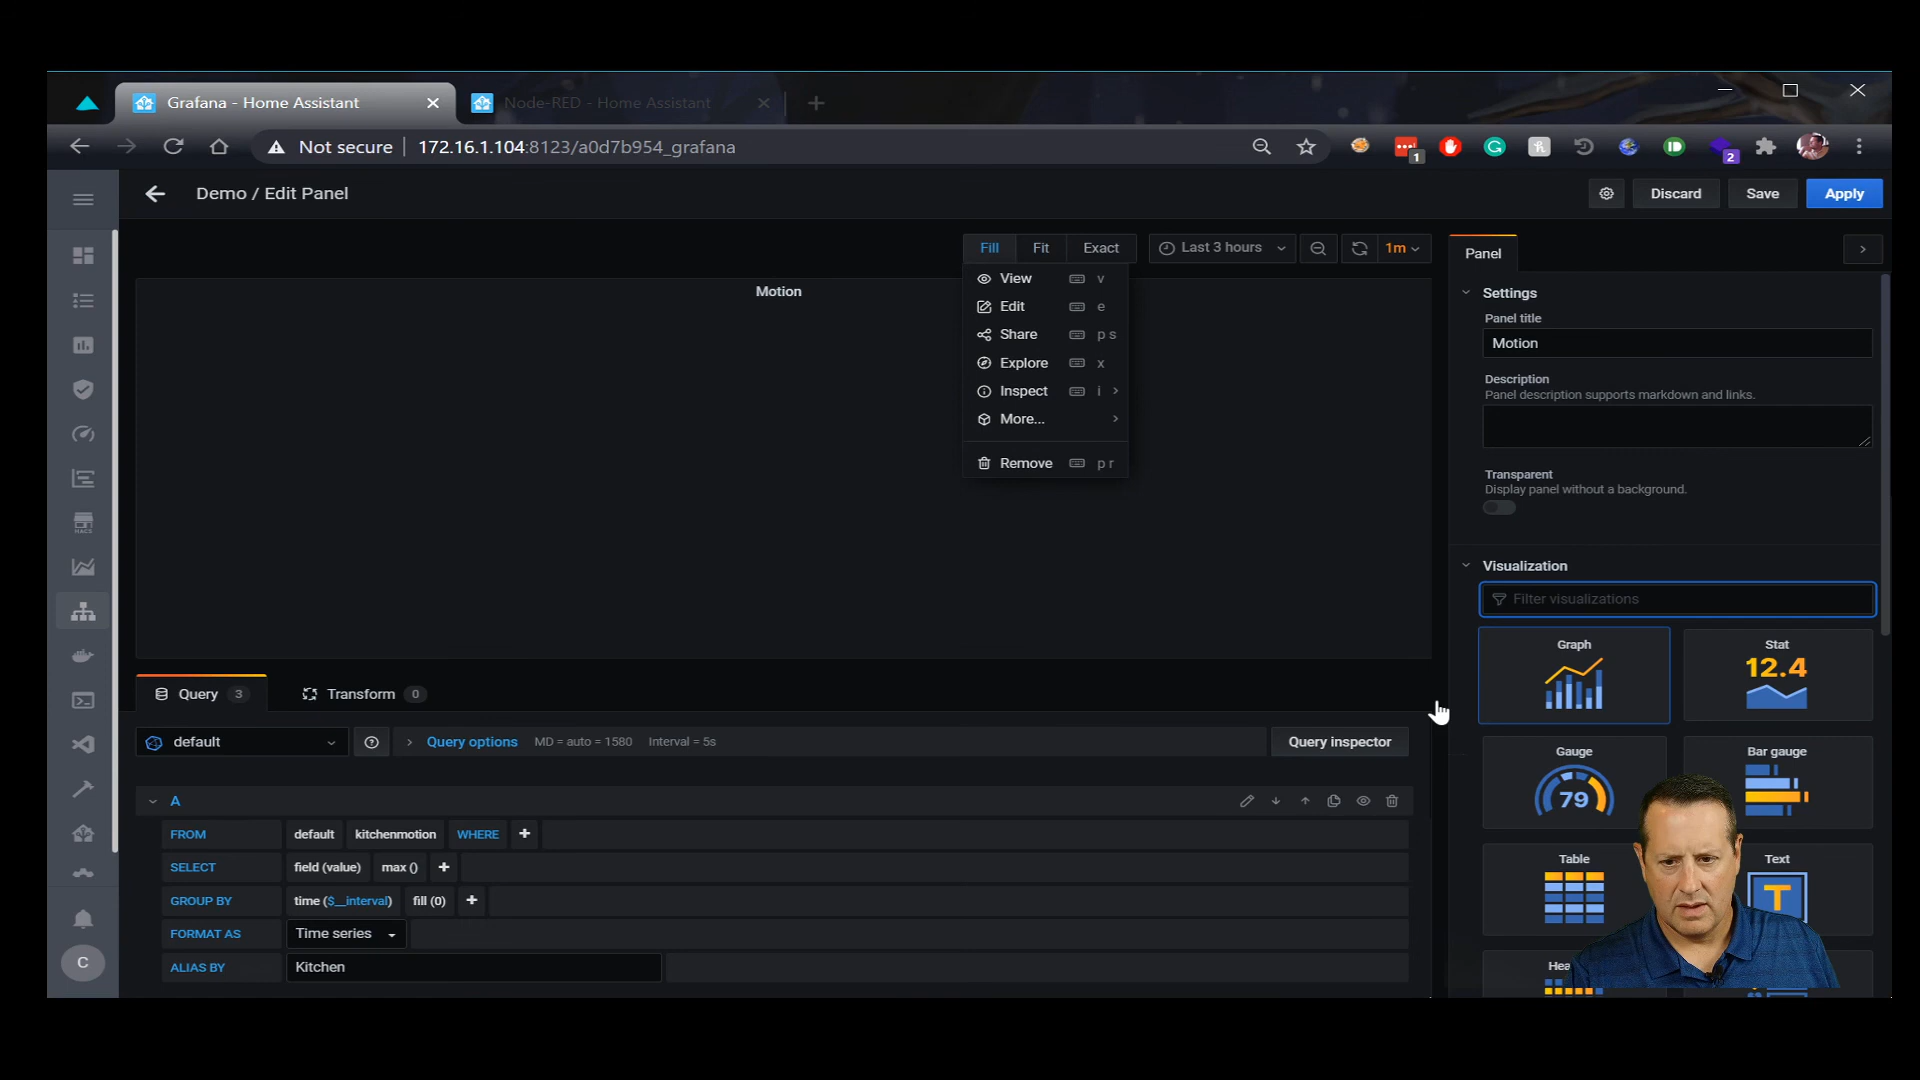 Grafana - Home Assistant
Node-RED - Home Assistant
Not secure
172.16.1.104:8123/a0d7b954_grafana
1
2
Demo / Edit Panel
Discard
Save
Apply
Fill
Fit
Exact
Last 3 hours
1m
Panel
View v
Edit e
Share p s
Explore x
Inspect i
More...
Remove p r
Motion
Settings
Panel title
Motion
Description
Panel description supports markdown and links.
Transparent
Display panel without a background.
Visualization
Filter visualizations
Graph
Stat
12.4
Gauge
79
Bar gauge
Table
Text
T
HACS
Query 3
Transform 0
default
Query options MD = auto = 1580 Interval = 5s
Query inspector
A
FROM default kitchenmotion WHERE +
SELECT field (value) max () +
GROUP BY time ($__interval) fill (0) +
FORMAT AS Time series
ALIAS BY Kitchen
C